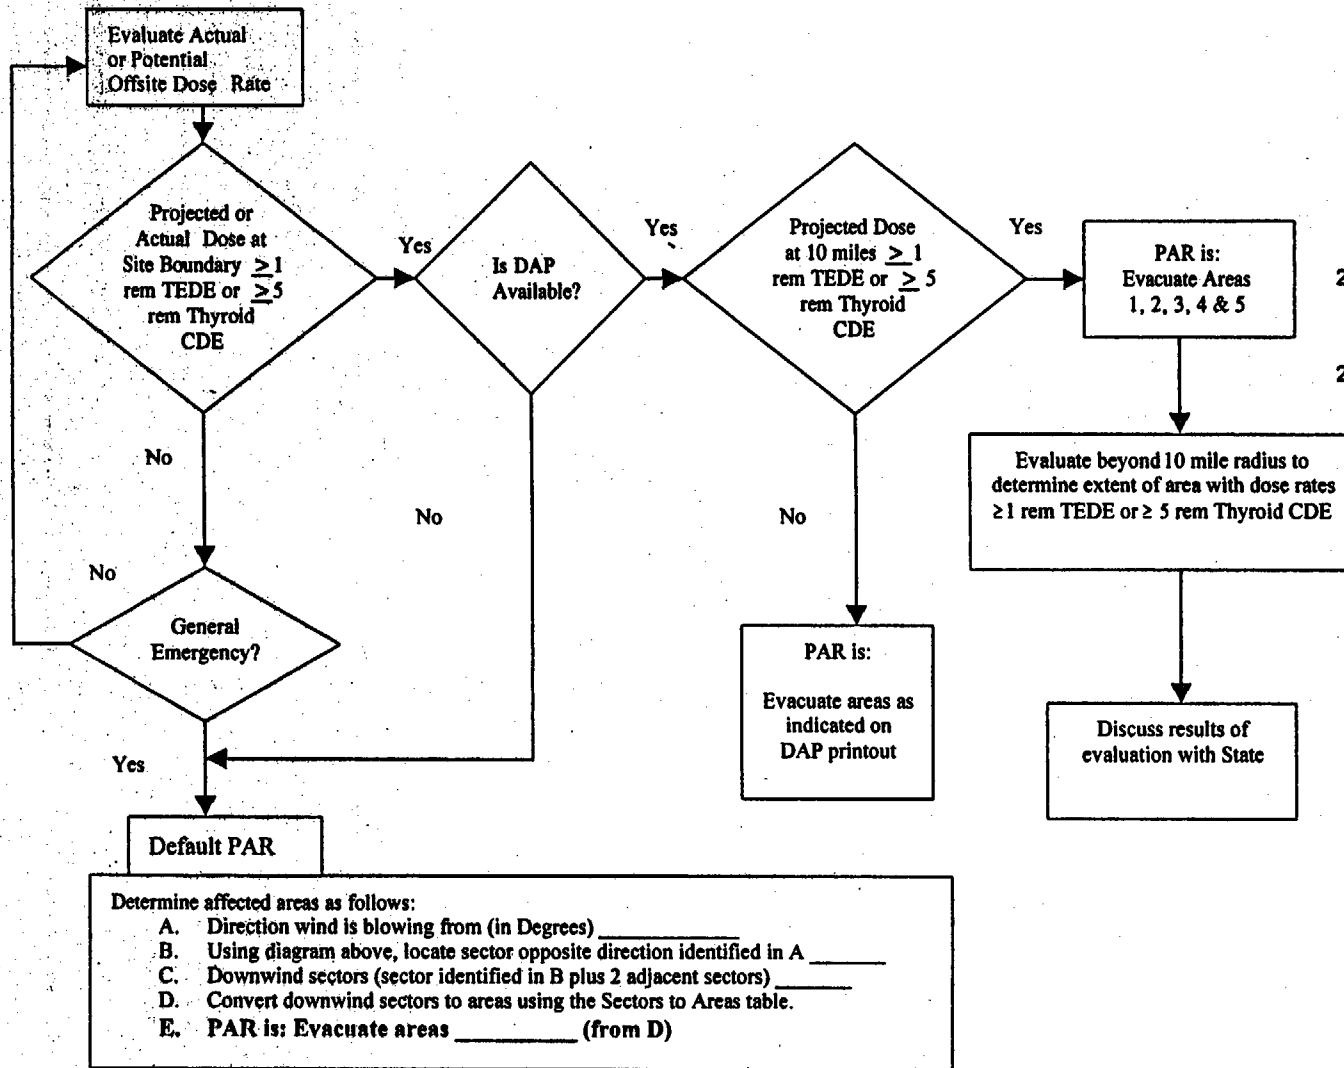 Evaluate Actual
or Potential
Offsite Dose Rate
Projected or
Actual Dose at
Site Boundary ≥1
rem TEDE or ≥5
rem Thyroid
CDE
Yes
Is DAP
Available?
Yes
Projected Dose
at 10 miles ≥ 1
rem TEDE or ≥ 5
rem Thyroid
CDE
Yes
PAR is:
Evacuate Areas
1, 2, 3, 4 & 5
2
2
Evaluate beyond 10 mile radius to
determine extent of area with dose rates
≥1 rem TEDE or ≥ 5 rem Thyroid CDE
No
No
No
No
General
Emergency?
PAR is:
Evacuate areas as
indicated on
DAP printout
Discuss results of
evaluation with State
Yes
Default PAR
Determine affected areas as follows:
A. Direction wind is blowing from (in Degrees) ____________
B. Using diagram above, locate sector opposite direction identified in A ______
C. Downwind sectors (sector identified in B plus 2 adjacent sectors) ______
D. Convert downwind sectors to areas using the Sectors to Areas table.
E. PAR is: Evacuate areas _________ (from D)